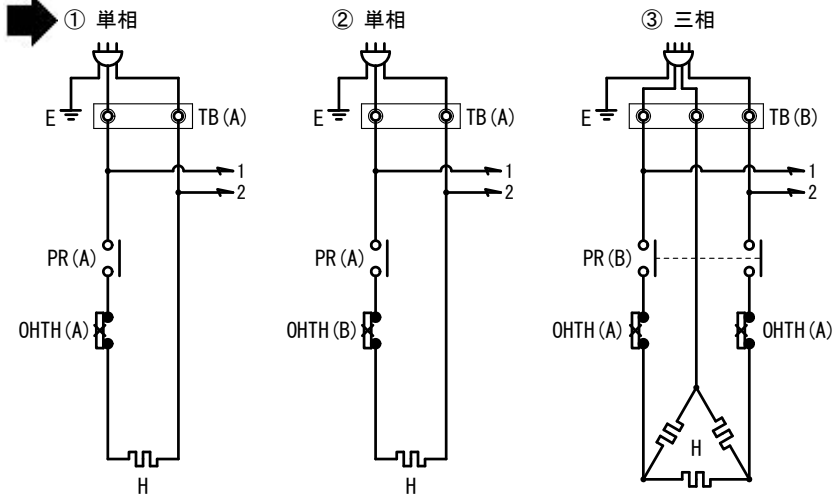 ① 単相
② 単相
③ 三相
E TB(A)
E TB(A)
E TB(B)
1
1
1
2
2
2
PR(A)
PR(A)
PR(B)
OHTH(A)
OHTH(B)
OHTH(A) OHTH(A)
H
H
H